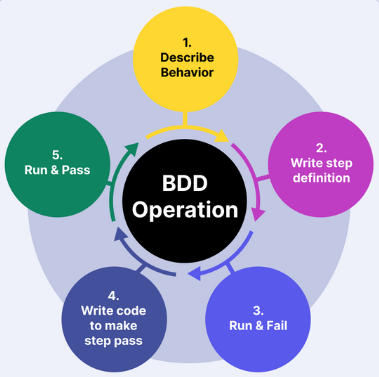 1.
Describe
Behavior
2.
Write step
definition
3.
Run & Fail
4.
Write code
to make
step pass
5.
Run & Pass
BDD
Operation